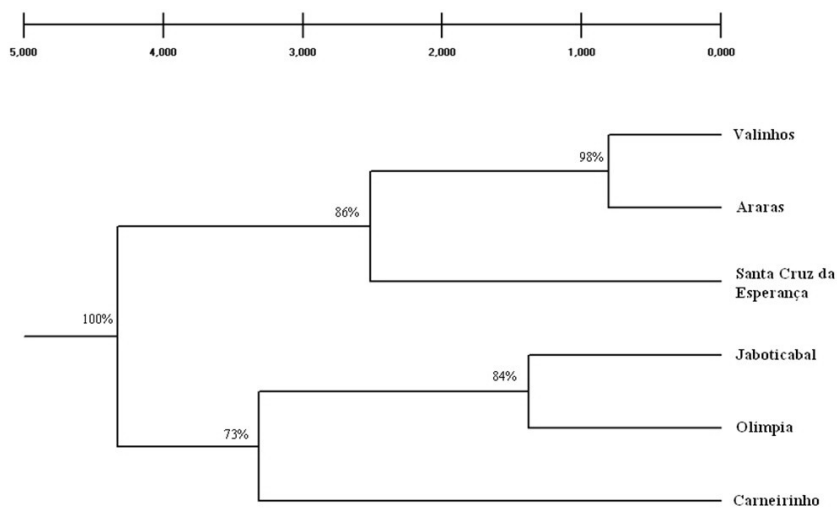 5,000 4,000 3,000 2,000 1,000 0,000
Valinhos
98%
Araras
86%
Santa Cruz da
Esperança
100%
Jaboticabal
84%
Olímpia
73%
Carneirinho